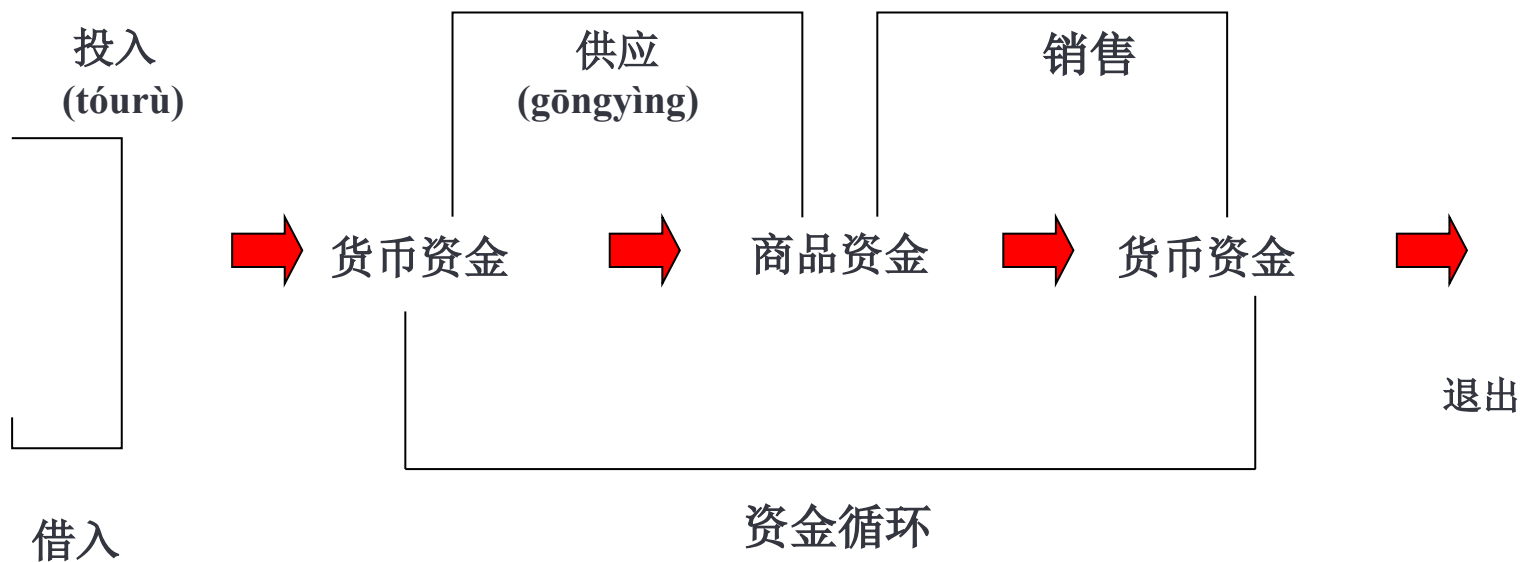 投入
(tóurù)
供应
(gōngyìng)
销售
货币资金
商品资金
货币资金
退出
资金循环
借入